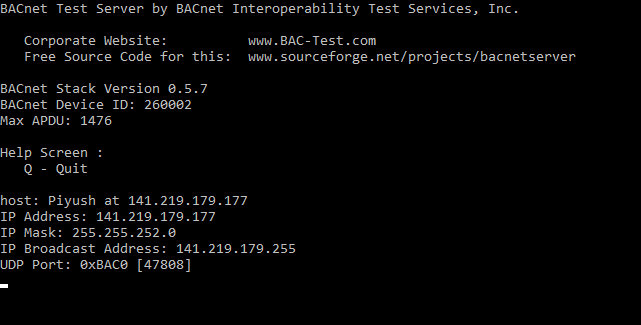 BACnet Test Server by BACnet Interoperability Test Services, Inc.
Corporate Website: www.BAC-Test.com
Free Source Code for this: www.sourceforge.net/projects/bacnetserver
BACnet Stack Version 0.5.7
BACnet Device ID: 260002
Max APDU: 1476
Help Screen :
Q - Quit
host: Piyush at 141.219.179.177
IP Address: 141.219.179.177
IP Mask: 255.255.252.0
IP Broadcast Address: 141.219.179.255
UDP Port: 0xBAC0 [47808]